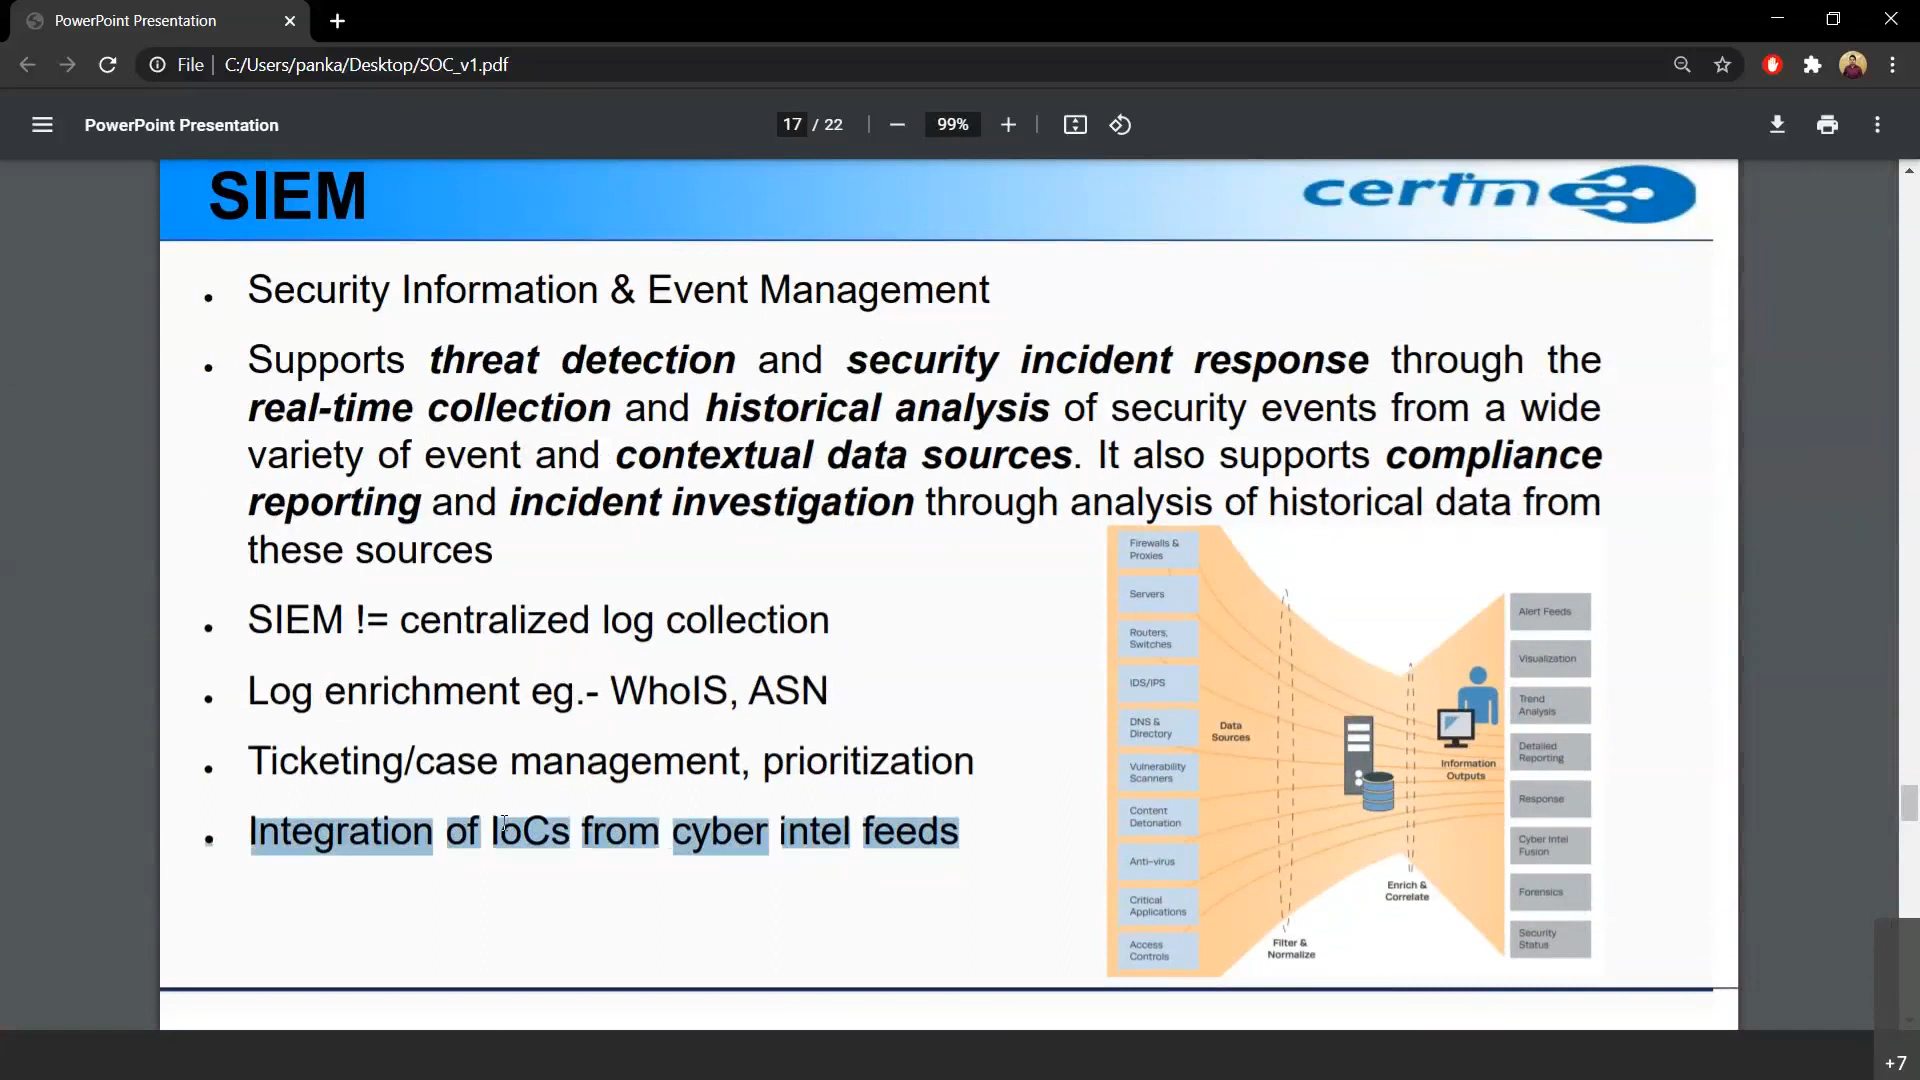 PowerPoint Presentation
File
C:/Users/panka/Desktop/SOC_v1.pdf
PowerPoint Presentation
17 / 22
99%
SIEM
certin
• Security Information & Event Management
• Supports threat detection and security incident response through the
real-time collection and historical analysis of security events from a wide
variety of event and contextual data sources. It also supports compliance
reporting and incident investigation through analysis of historical data from
these sources
• SIEM != centralized log collection
• Log enrichment eg.- WhoIS, ASN
• Ticketing/case management, prioritization
• Integration of IoCs from cyber intel feeds
Firewalls &
Proxies
Servers
Routers,
Switches
IDS/IPS
DNS &
Directory
Vulnerability
Scanners
Content
Detonation
Anti-virus
Critical
Applications
Access
Controls
Data
Sources
Filter &
Normalize
Enrich &
Correlate
Information
Outputs
Alert Feeds
Visualization
Trend
Analysis
Detailed
Reporting
Response
Cyber Intel
Fusion
Forensics
Security
Status
+7